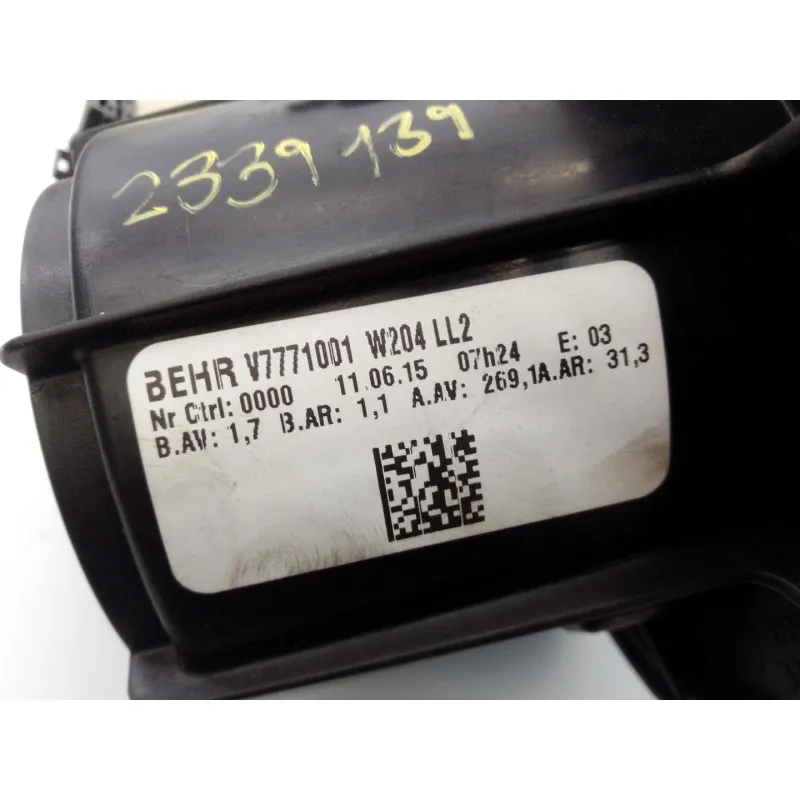 2339139
BEHR V7771001 W204 LL2
Nr Ctrl: 0000 11.06.15 07h24 E: 03
B.AV: 1,7 B.AR: 1,1 A.AV: 269,1A.AR: 31,3